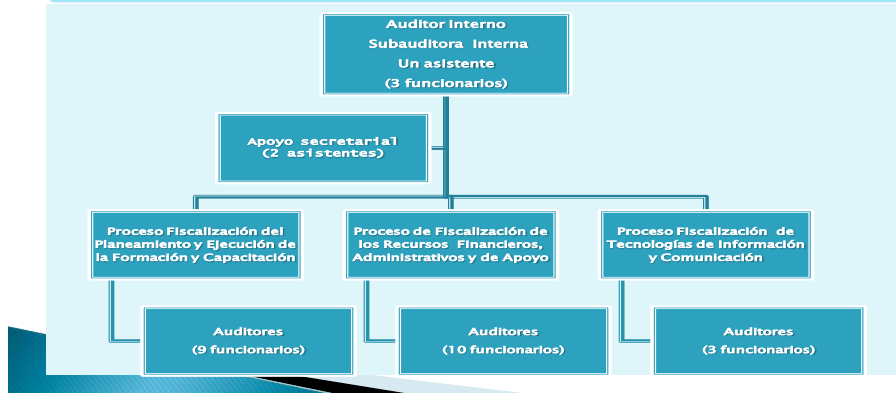 Auditor Interno
Subauditora interna
Un asistente
(3 funcionarios)
Apoyo secretarial
(2 asistentes)
Proceso Fiscalización del
Planeamiento y Ejecución de
la Formación y Capacitación
Proceso de Fiscalización de
los Recursos Financieros,
Administrativos y de Apoyo
Proceso Fiscalización de
Tecnologías de Información
y Comunicación
Auditores
(9 funcionarios)
Auditores
(10 funcionarios)
Auditores
(3 funcionarios)